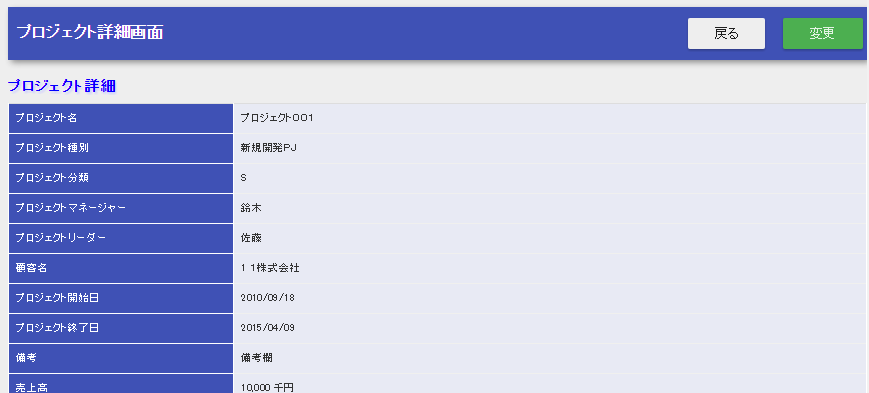 プロジェクト詳細画面
戻る
変更
プロジェクト詳細
プロジェクト名 プロジェクト001
プロジェクト種別 新規開発PJ
プロジェクト分類 S
プロジェクトマネージャー 鈴木
プロジェクトリーダー 佐藤
顧客名 11株式会社
プロジェクト開始日 2010/09/18
プロジェクト終了日 2015/04/09
備考 備考欄
売上高 10,000 千円